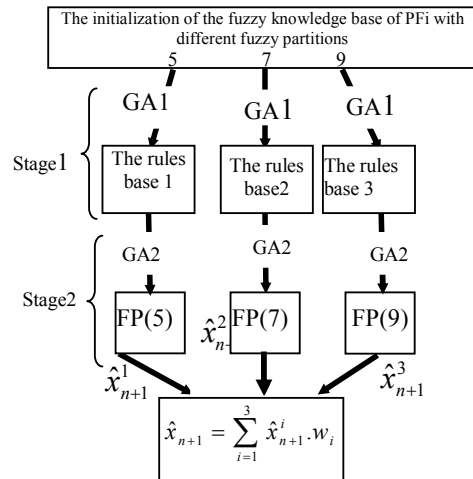 The initialization of the fuzzy knowledge base of PFi with
different fuzzy partitions
5 7 9
GA1 GA1 GA1
Stage1
The rules base 1
The rules base2
The rules base 3
GA2 GA2 GA2
Stage2
FP(5) FP(7) FP(9)
x̂¹ₙ₊₁ x̂²ₙ₋ x̂³ₙ₊₁
x̂ₙ₊₁ = ∑³ᵢ₌₁ x̂ⁱₙ₊₁.wᵢ